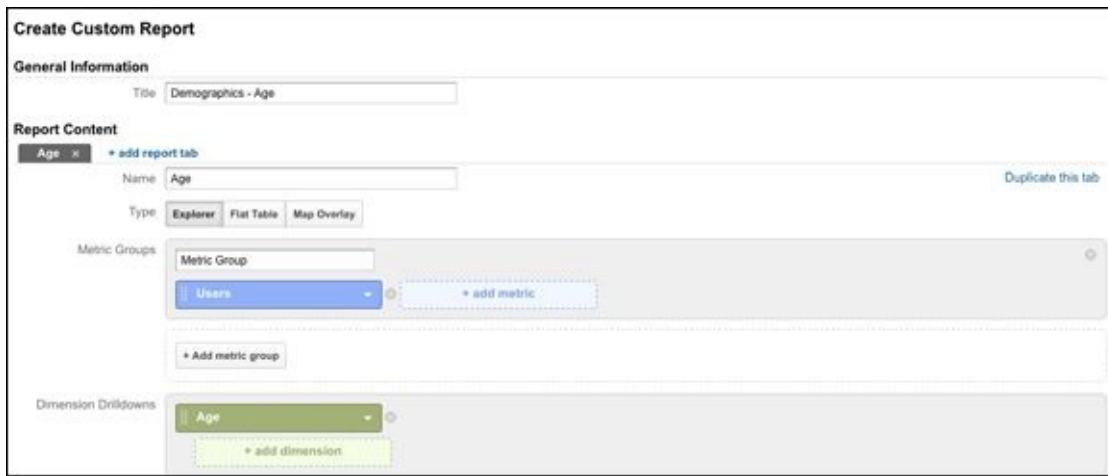 Create Custom Report
General Information
Title Demographics - Age
Report Content
Age × + add report tab
Name Age Duplicate this tab
Type Explorer Flat Table Map Overlay
Metric Groups
Metric Group
Users + add metric
+ Add metric group
Dimension Drilldowns
Age
+ add dimension